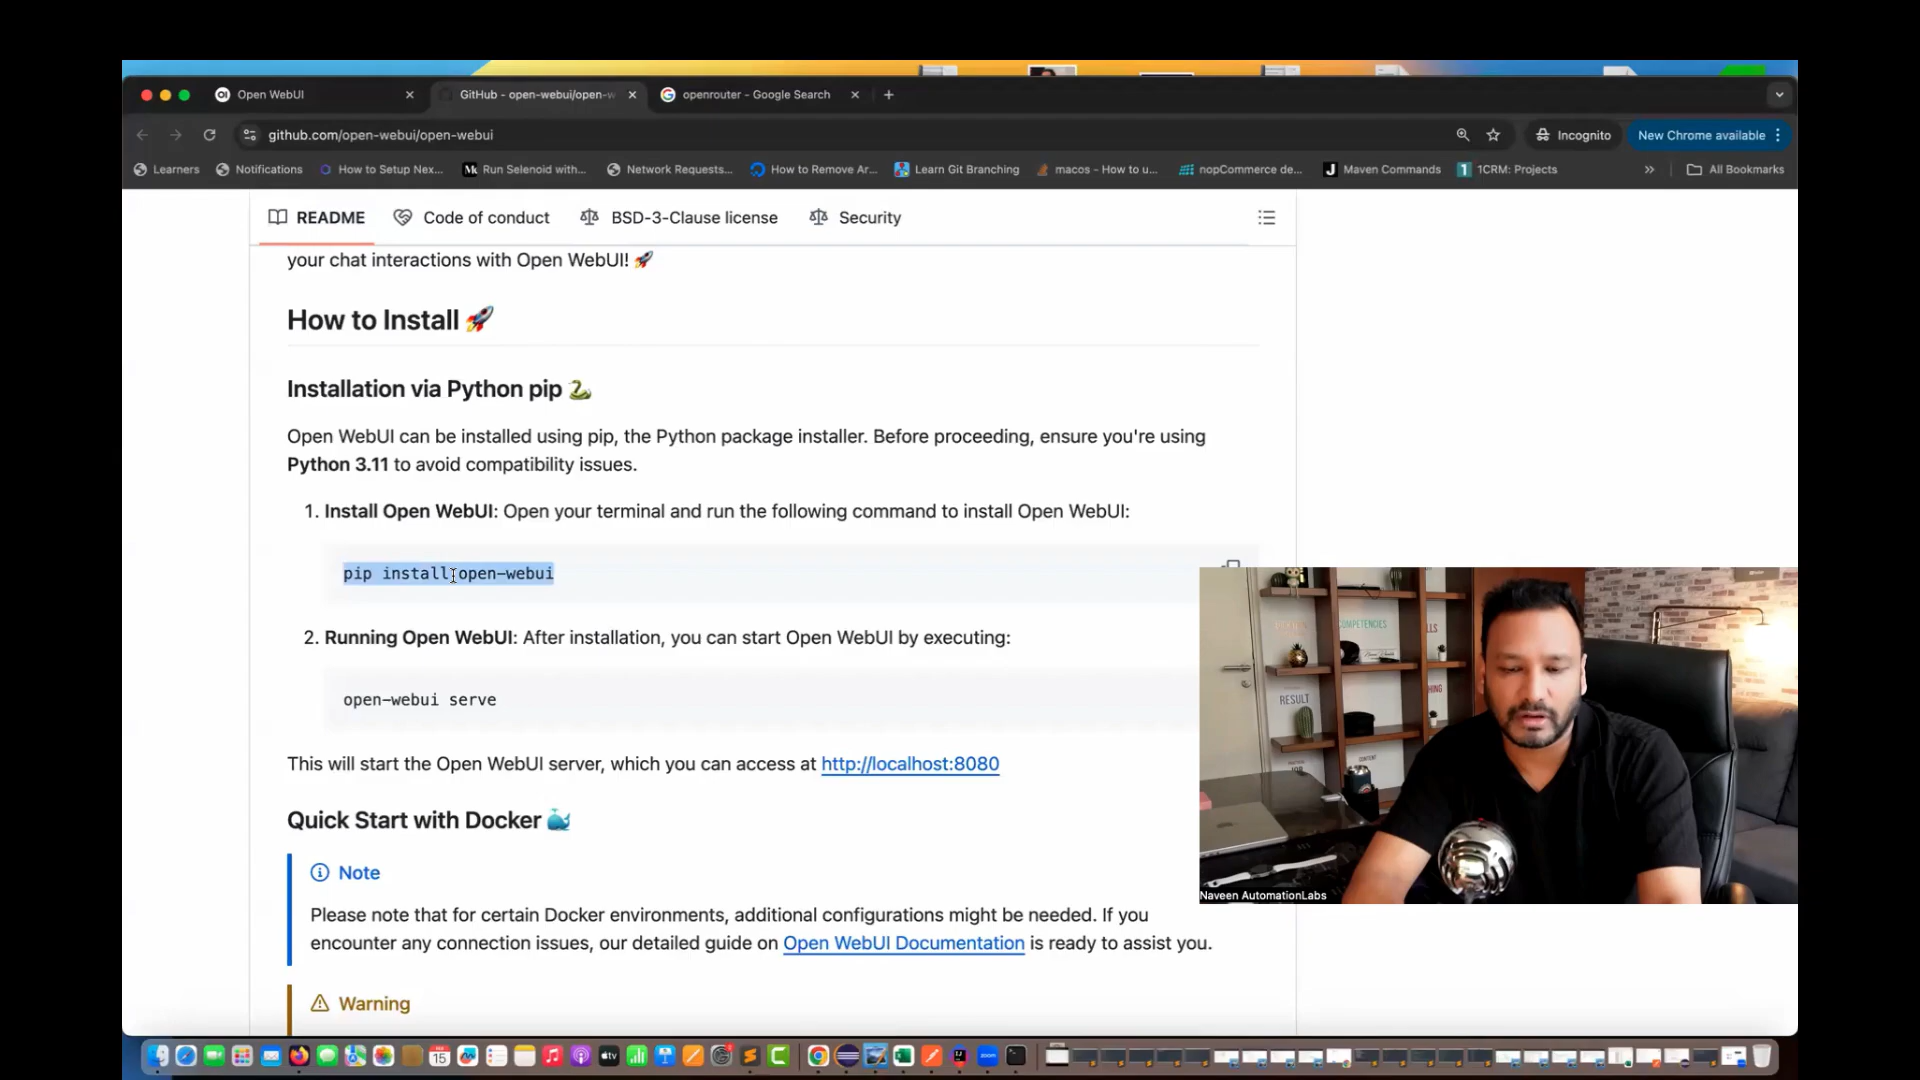 Open WebUI
GitHub - open-webui/open-w
openrouter - Google Search
github.com/open-webui/open-webui
Incognito
New Chrome available
Learners
Notifications
How to Setup Nex...
Run Selenoid with...
Network Requests...
How to Remove Ar...
Learn Git Branching
macos - How to u...
nopCommerce de...
Maven Commands
1CRM: Projects
All Bookmarks
README
Code of conduct
BSD-3-Clause license
Security
your chat interactions with Open WebUI! 🚀
How to Install 🚀
Installation via Python pip 🐍
Open WebUI can be installed using pip, the Python package installer. Before proceeding, ensure you're using
Python 3.11 to avoid compatibility issues.
1. Install Open WebUI: Open your terminal and run the following command to install Open WebUI:
pip install open-webui
2. Running Open WebUI: After installation, you can start Open WebUI by executing:
open-webui serve
This will start the Open WebUI server, which you can access at http://localhost:8080
Quick Start with Docker 🐳
Note
Please note that for certain Docker environments, additional configurations might be needed. If you
encounter any connection issues, our detailed guide on Open WebUI Documentation is ready to assist you.
Warning
COMPETENCIES
RESULT
CONTENT
Naveen AutomationLabs
15